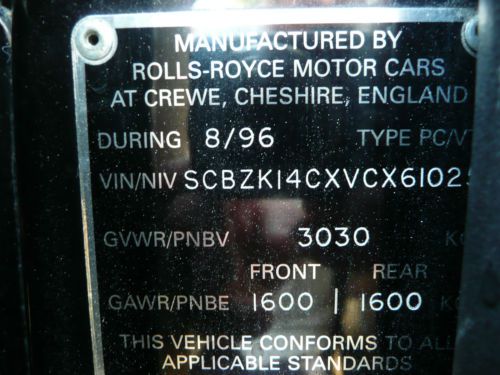 MANUFACTURED BY
ROLLS-ROYCE MOTOR CARS
AT CREWE, CHESHIRE, ENGLAND
DURING 8/96 TYPE PC/V
VIN/NIV SCBZK14CXVCX6102
GVWR/PNBV 3030 K
FRONT REAR
GAWR/PNBE 1600 | 1600 K
THIS VEHICLE CONFORMS TO ALL
APPLICABLE STANDARDS